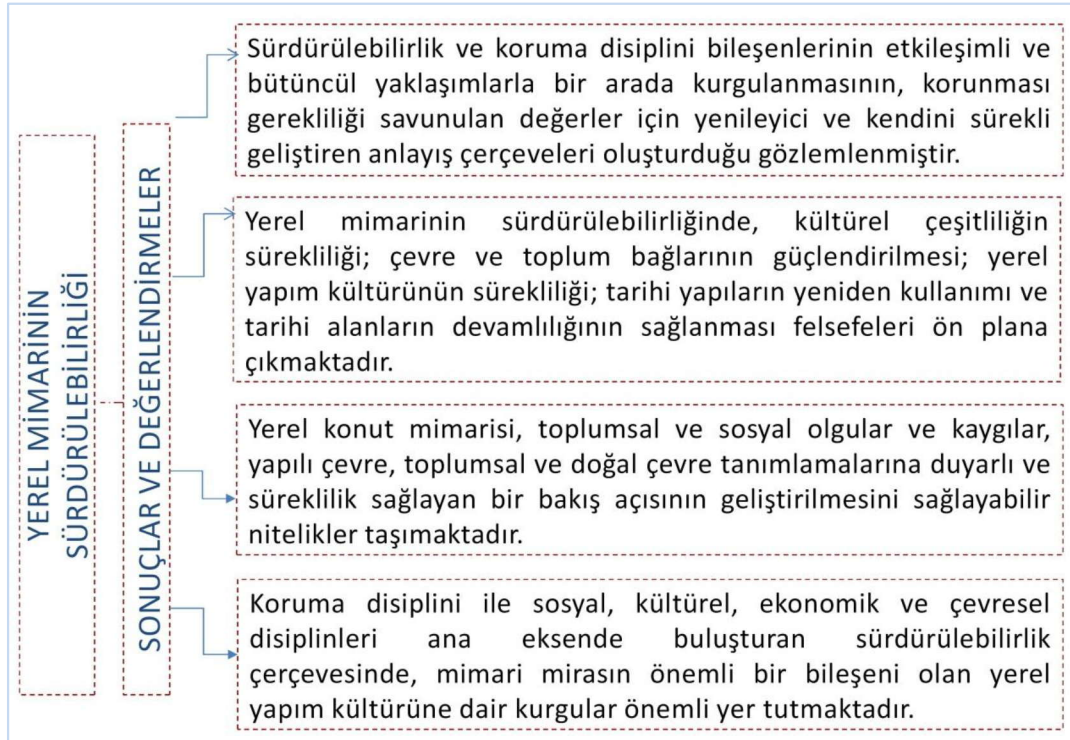 YEREL MİMARİNİN
SÜRDÜRÜLEBİLİRLİĞİ
SONUÇLAR VE DEĞERLENDİRMELER
Sürdürülebilirlik ve koruma disiplini bileşenlerinin etkileşimli ve
bütüncül yaklaşımlarla bir arada kurgulanmasının, korunması
gerekliliği savunulan değerler için yenileyici ve kendini sürekli
geliştiren anlayış çerçeveleri oluşturduğu gözlemlenmiştir.
Yerel mimarinin sürdürülebilirliğinde, kültürel çeşitliliğin
sürekliliği; çevre ve toplum bağlarının güçlendirilmesi; yerel
yapım kültürünün sürekliliği; tarihi yapıların yeniden kullanımı ve
tarihi alanların devamlılığının sağlanması felsefeleri ön plana
çıkmaktadır.
Yerel konut mimarisi, toplumsal ve sosyal olgular ve kaygılar,
yapılı çevre, toplumsal ve doğal çevre tanımlamalarına duyarlı ve
süreklilik sağlayan bir bakış açısının geliştirilmesini sağlayabilir
nitelikler taşımaktadır.
Koruma disiplini ile sosyal, kültürel, ekonomik ve çevresel
disiplinleri ana eksende buluşturan sürdürülebilirlik
çerçevesinde, mimari mirasın önemli bir bileşeni olan yerel
yapım kültürüne dair kurgular önemli yer tutmaktadır.